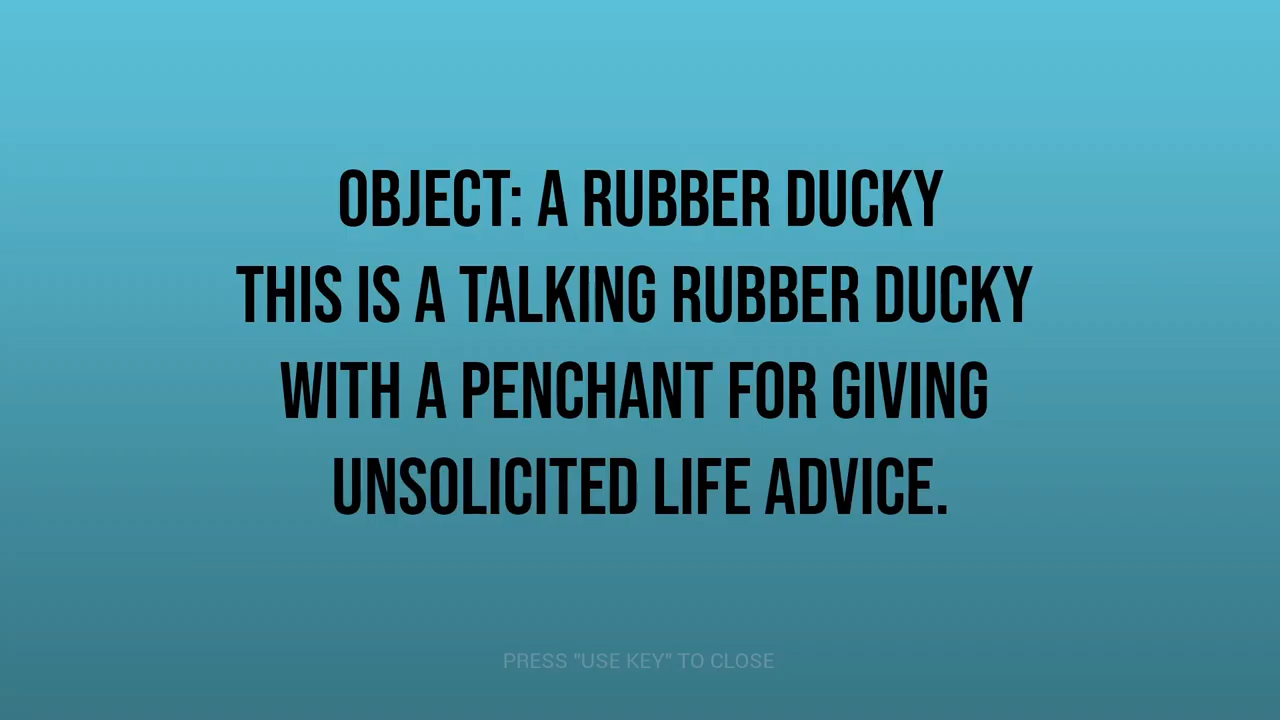 OBJECT: A RUBBER DUCKY
THIS IS A TALKING RUBBER DUCKY
WITH A PENCHANT FOR GIVING
UNSOLICITED LIFE ADVICE.
PRESS "USE KEY" TO CLOSE